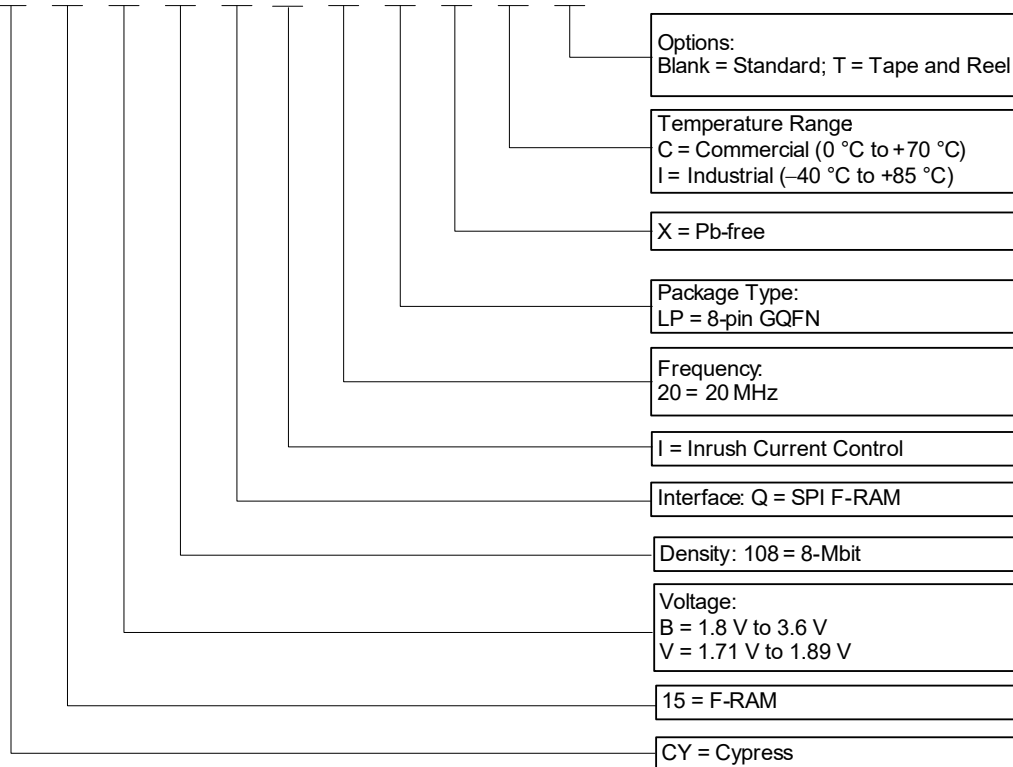 Options:
Blank = Standard; T = Tape and Reel
Temperature Range
C = Commercial (0 °C to +70 °C)
I = Industrial (–40 °C to +85 °C)
X = Pb-free
Package Type:
LP = 8-pin GQFN
Frequency:
20 = 20 MHz
I = Inrush Current Control
Interface: Q = SPI F-RAM
Density: 108 = 8-Mbit
Voltage:
B = 1.8 V to 3.6 V
V = 1.71 V to 1.89 V
15 = F-RAM
CY = Cypress